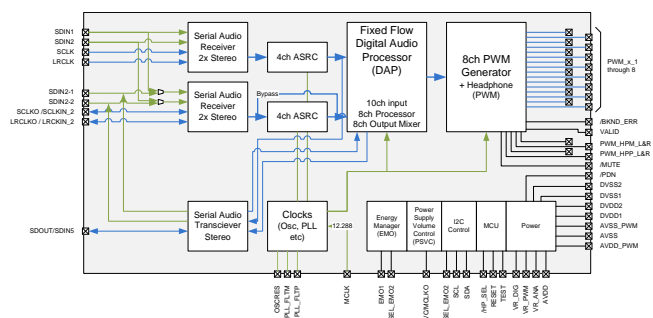 SDIN1
SDIN2
SCLK
LRCLK
SDIN2-1
SDIN2-2
SCLKO /SCLKIN_2
LRCLKO / LRCKIN_2
SDOUT/SDIN5
Serial Audio
Receiver
2x Stereo
Serial Audio
Receiver
2x Stereo
Serial Audio
Transciever
Stereo
4ch ASRC
Bypass
4ch ASRC
Clocks
(Osc, PLL
etc)
12.288
Fixed Flow
Digital Audio
Processor
(DAP)
10ch input
8ch Processor
8ch Output Mixer
8ch PWM
Generator
+ Headphone
(PWM)
Energy
Manager
(EMO)
Power
Supply
Volume
Control
(PSVC)
I2C
Control
MCU
Power
PWM_x_1
through 8
/BKND_ERR
VALID
PWM_HPM_L&R
PWM_HPP_L&R
/MUTE
/PDN
DVSS2
DVSS1
DVDD2
DVDD1
AVSS_PWM
AVSS
AVDD_PWM
OSCRES
PLL_FLTM
PLL_FLTP
MCLK
EMO1
SEL_EMO2
/CMCLKO
SEL_EMO2
SCL
SDA
/HP_SEL
RESET
TEST
VR_DIG
VR_PWM
VR_ANA
AVDD